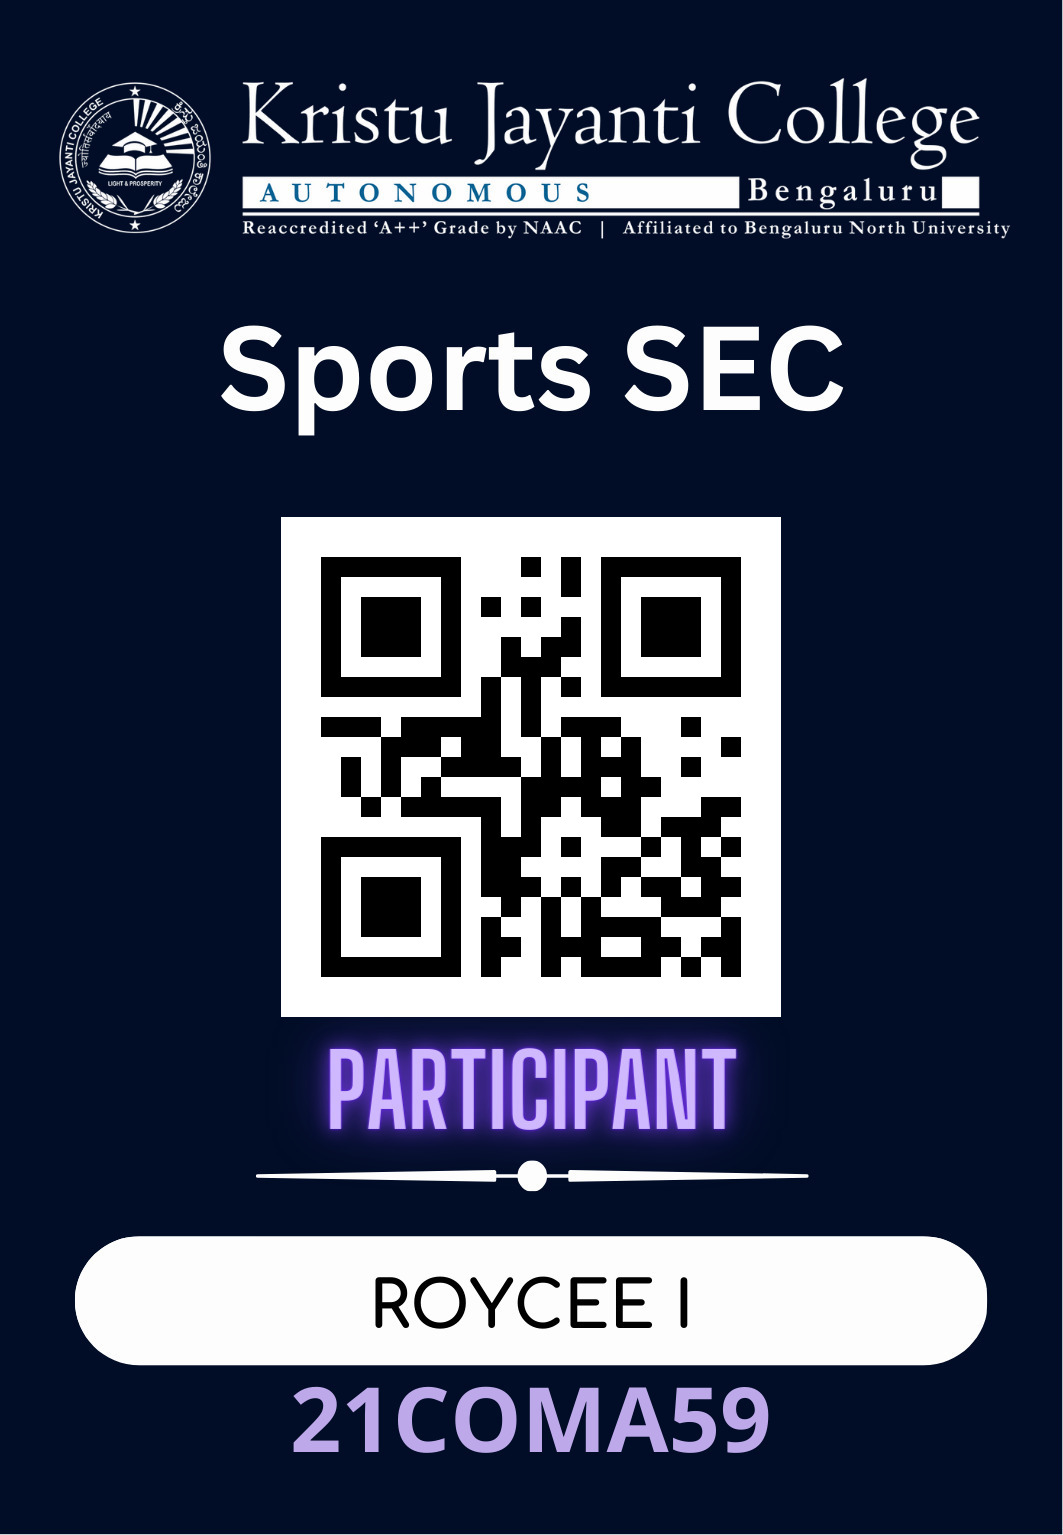 KRISTU JAYANTI COLLEGE
LIGHT & PROSPERITY
Kristu Jayanti College
AUTONOMOUS Bengaluru
Reaccredited ‘A++’ Grade by NAAC | Affiliated to Bengaluru North University
Sports SEC
PARTICIPANT
ROYCEE I
21COMA59